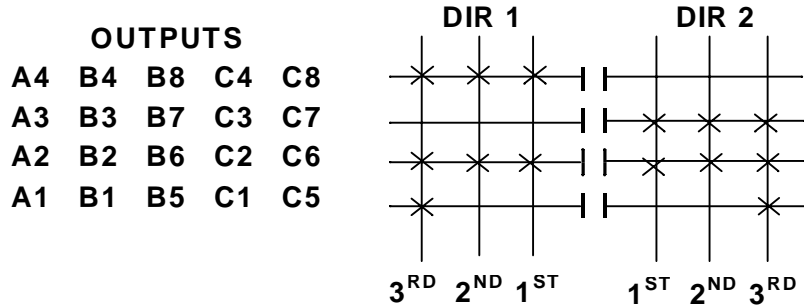 DIR 1 DIR 2
OUTPUTS
A4 B4 B8 C4 C8
A3 B3 B7 C3 C7
A2 B2 B6 C2 C6
A1 B1 B5 C1 C5
3RD 2ND 1ST 1ST 2ND 3RD